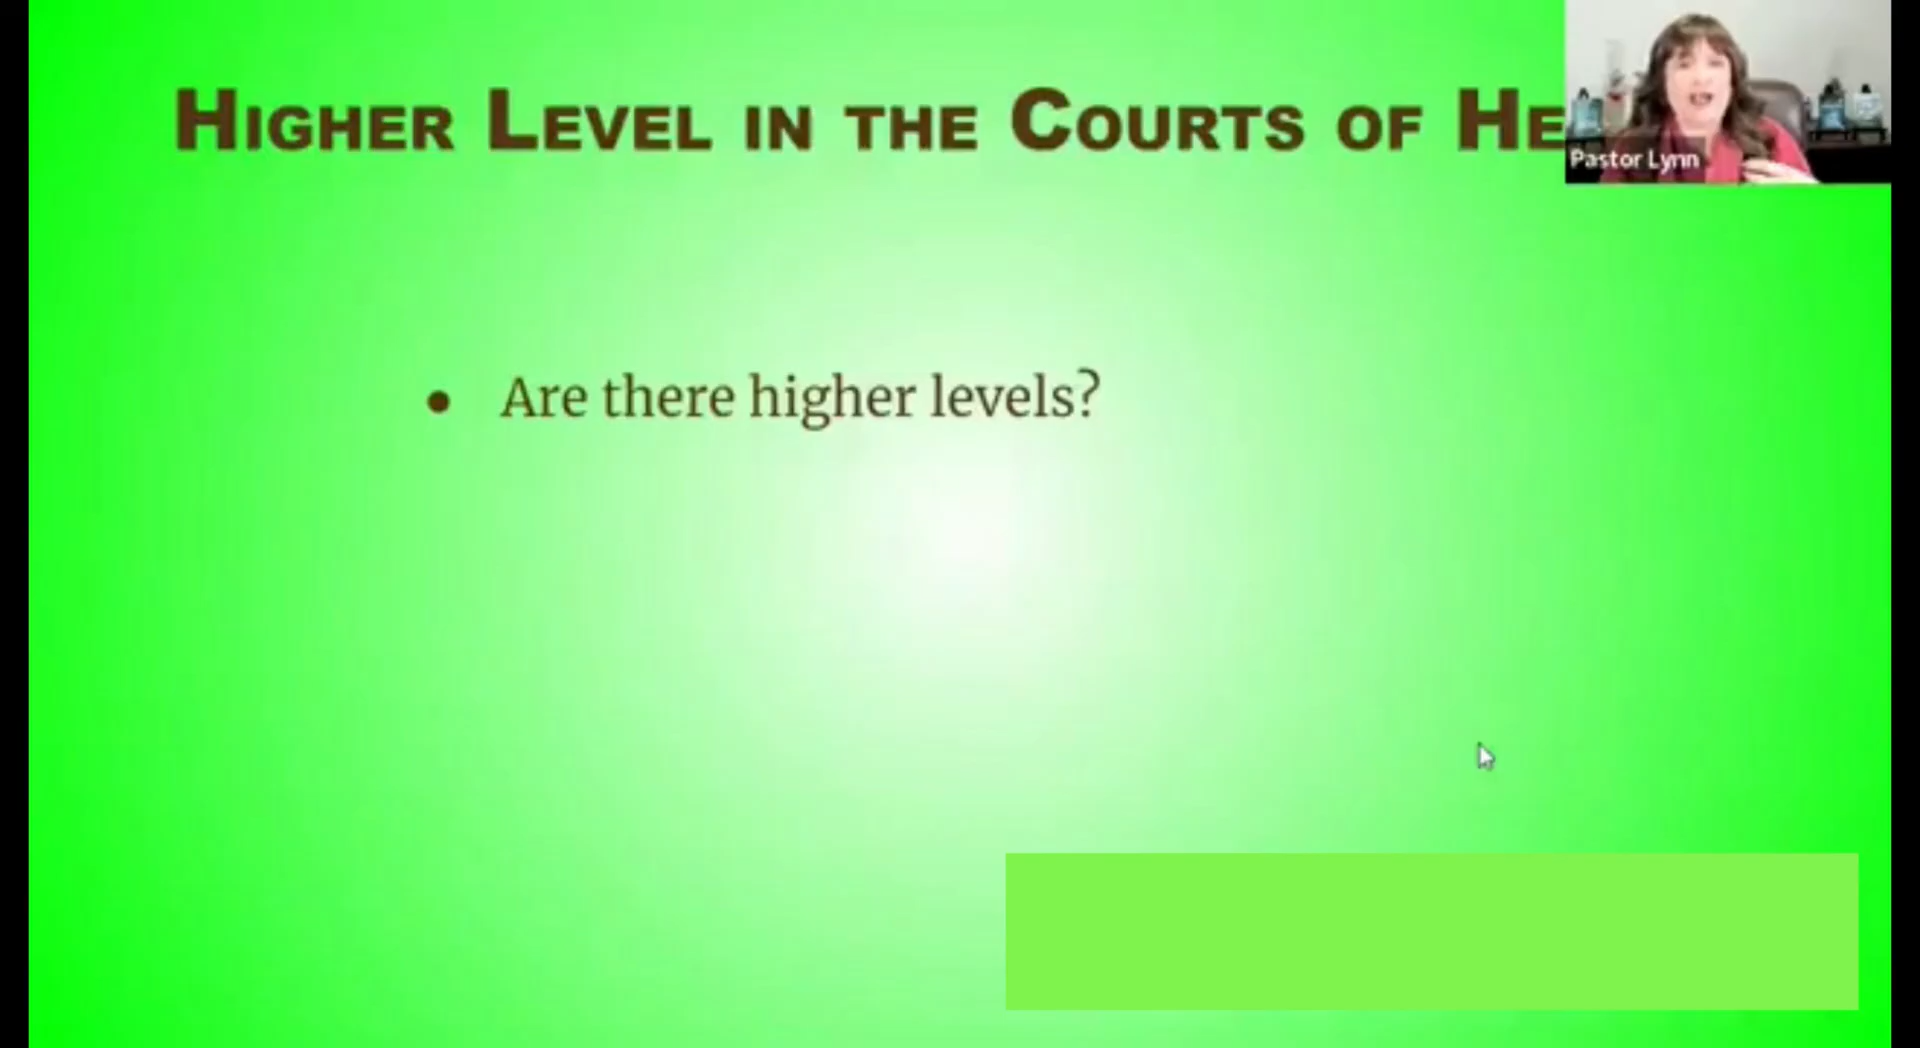 Higher Level in the Courts of He
Pastor Lynn
● Are there higher levels?